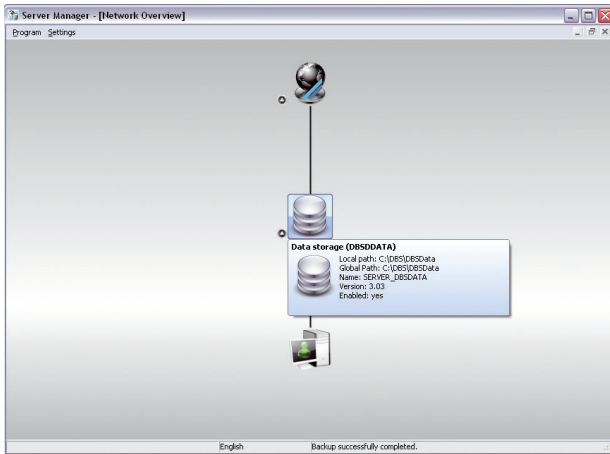 Server Manager - [Network Overview]
Program Settings
Data storage (DBSDDATA)
Local path: C:\DBS\DBSData
Global Path: C:\DBS\DBSData
Name: SERVER_DBSDATA
Version: 3.03
Enabled: yes
English Backup successfully completed.